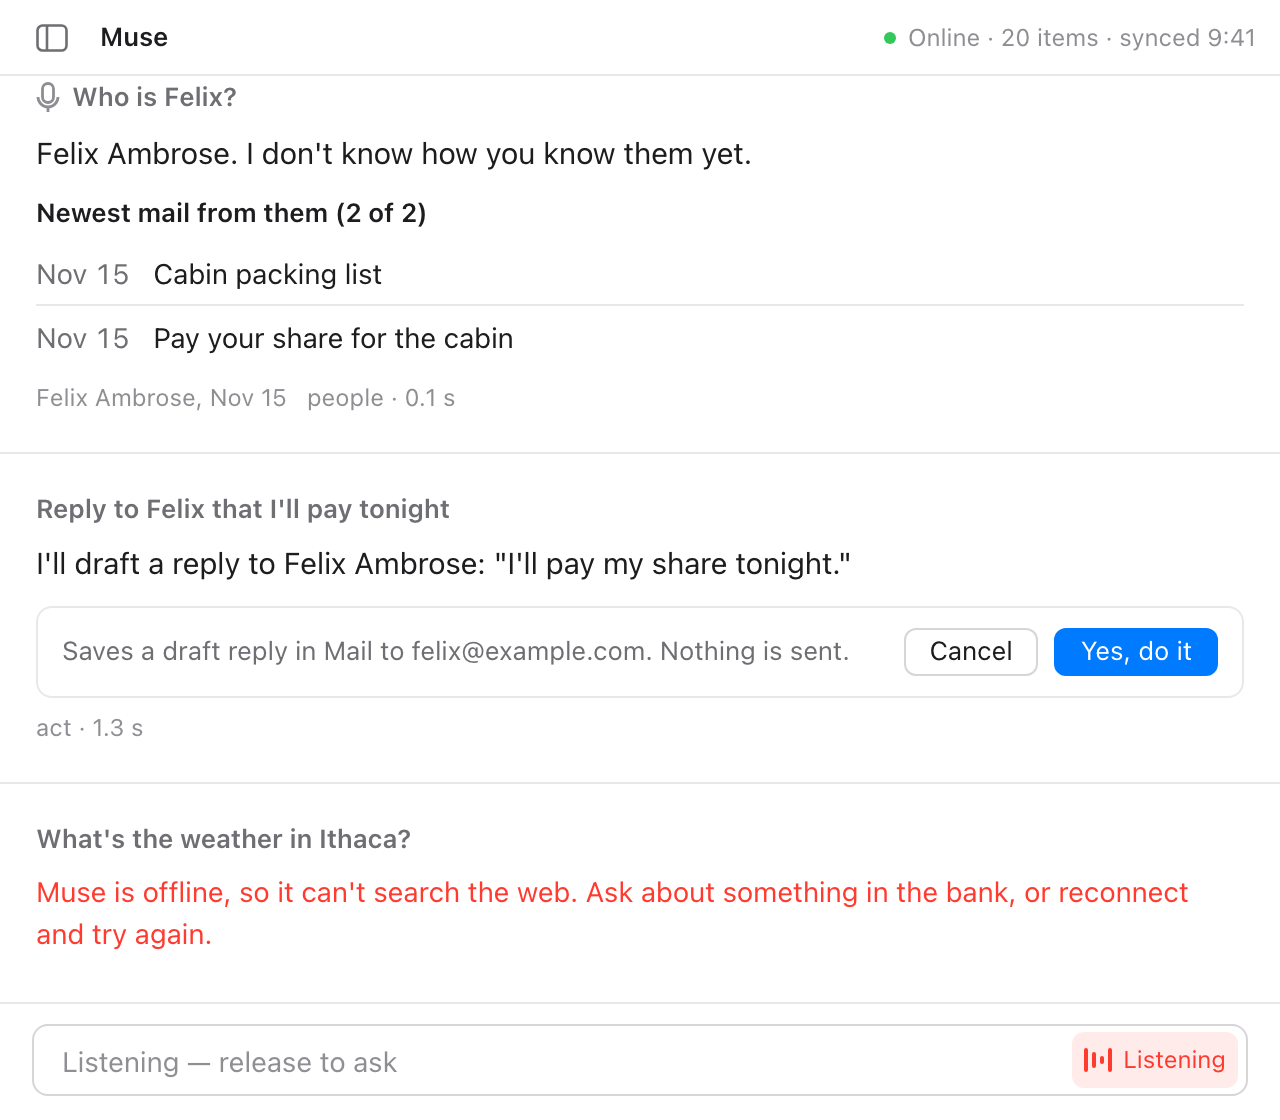 Muse
Online · 20 items · synced 9:41
Who is Felix?
Felix Ambrose. I don't know how you know them yet.
Newest mail from them (2 of 2)
Nov 15 Cabin packing list
Nov 15 Pay your share for the cabin
Felix Ambrose, Nov 15 people · 0.1 s
Reply to Felix that I'll pay tonight
I'll draft a reply to Felix Ambrose: "I'll pay my share tonight."
Saves a draft reply in Mail to felix@example.com. Nothing is sent.
Cancel
Yes, do it
act · 1.3 s
What's the weather in Ithaca?
Muse is offline, so it can't search the web. Ask about something in the bank, or reconnect
and try again.
Listening — release to ask
Listening